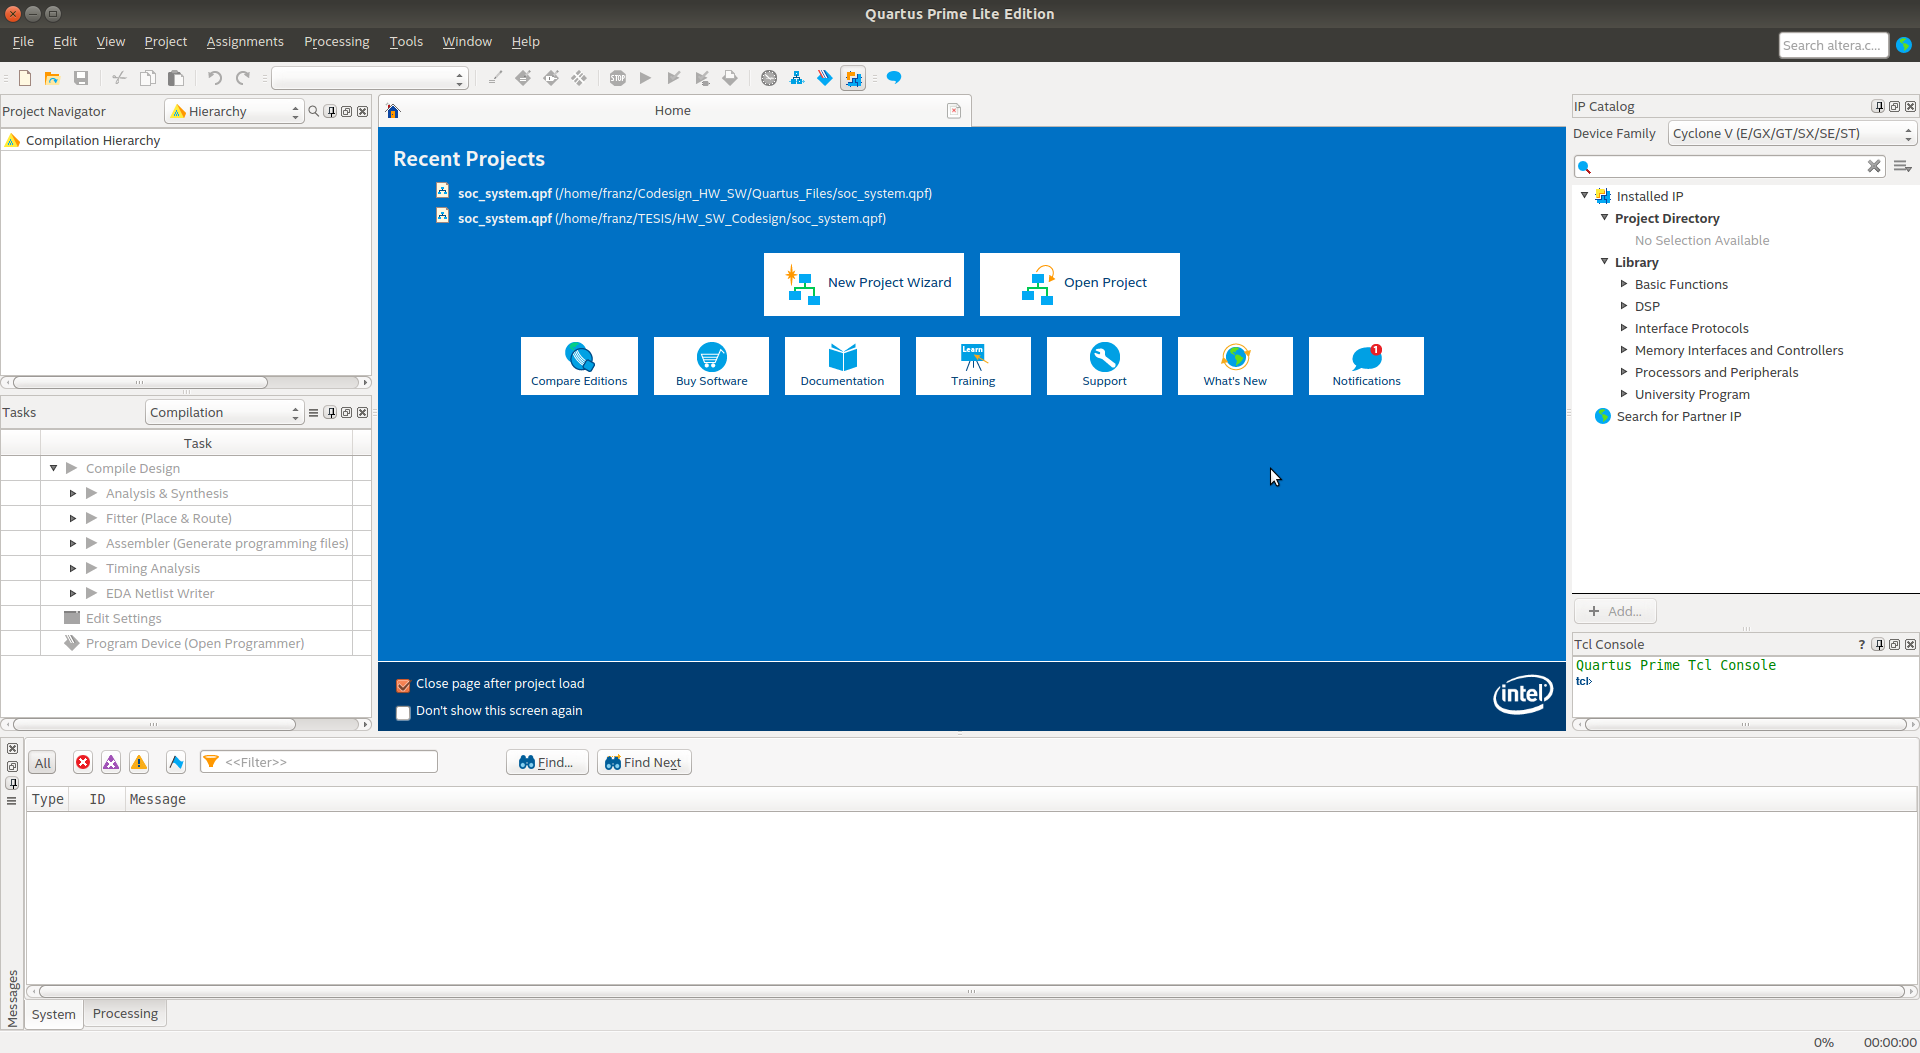 Quartus Prime Lite Edition
File Edit View Project Assignments Processing Tools Window Help
Search altera.c...
STOP
Project Navigator
Hierarchy
Compilation Hierarchy
Tasks
Compilation
Task
Compile Design
Analysis & Synthesis
Fitter (Place & Route)
Assembler (Generate programming files)
Timing Analysis
EDA Netlist Writer
Edit Settings
Program Device (Open Programmer)
Home
Recent Projects
soc_system.qpf (/home/franz/Codesign_HW_SW/Quartus_Files/soc_system.qpf)
soc_system.qpf (/home/franz/TESIS/HW_SW_Codesign/soc_system.qpf)
New Project Wizard
Open Project
Compare Editions
Buy Software
Documentation
Learn
Training
Support
What's New
1
Notifications
Close page after project load
Don't show this screen again
intel
IP Catalog
Device Family
Cyclone V (E/GX/GT/SX/SE/ST)
Installed IP
Project Directory
No Selection Available
Library
Basic Functions
DSP
Interface Protocols
Memory Interfaces and Controllers
Processors and Peripherals
University Program
Search for Partner IP
+ Add...
Tcl Console
?
Quartus Prime Tcl Console
tcl>
All
<<Filter>>
Find...
Find Next
Type ID Message
Messages
System
Processing
0% 00:00:00